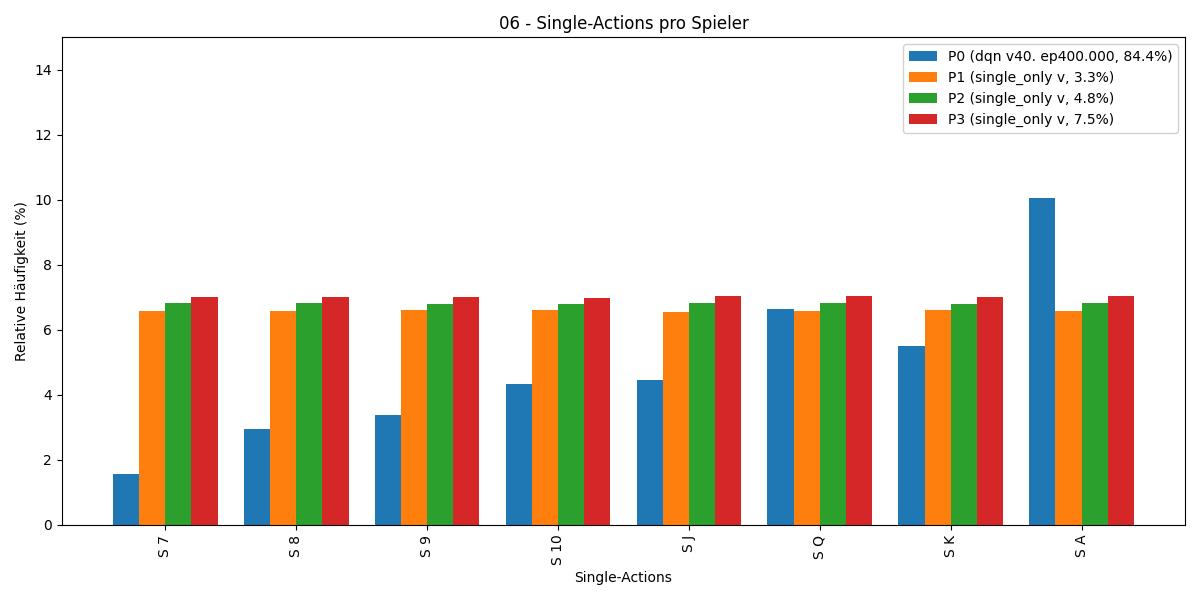 06 - Single-Actions pro Spieler
P0 (dqn v40. ep400.000, 84.4%)
P1 (single_only v, 3.3%)
P2 (single_only v, 4.8%)
P3 (single_only v, 7.5%)
Relative Häufigkeit (%)
14
12
10
8
6
4
2
0
S 7
S 8
S 9
S 10
S J
S Q
S K
S A
Single-Actions